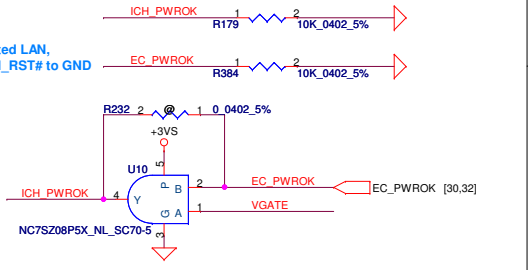 ICH_PWROK 1 2
R179 10K_0402_5%
ted LAN,
_RST# to GND
EC_PWROK 1 2
R384 10K_0402_5%
R232 2 @ 1 0_0402_5%
+3VS
U10
5
P
B 2 EC_PWROK
EC_PWROK [30,32]
ICH_PWROK 4 Y
G A 1 VGATE
3
NC7SZ08P5X_NL_SC70-5